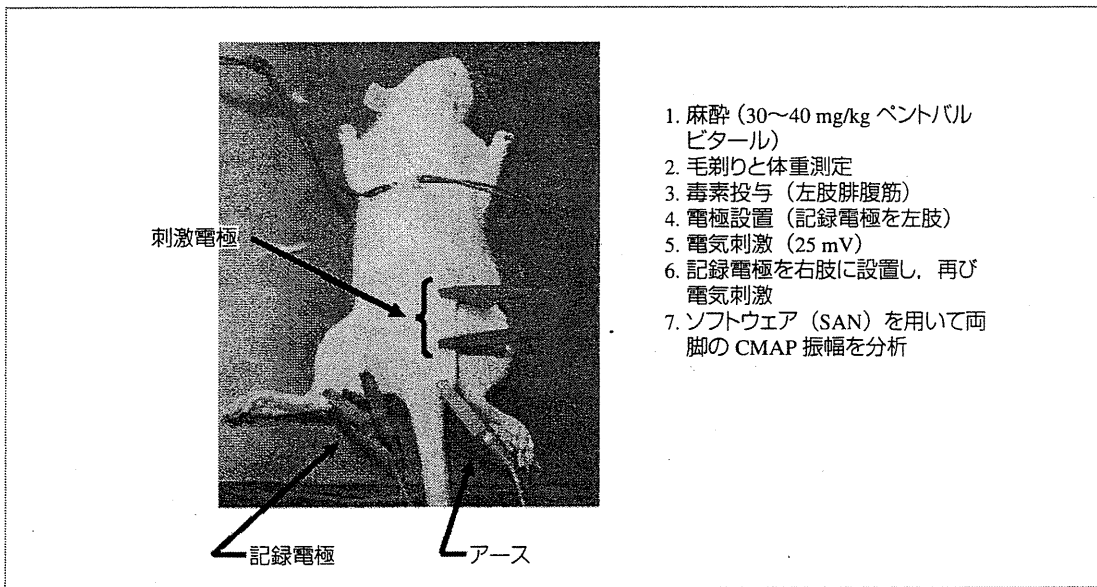 刺激電極
記録電極
アース
1. 麻酔（30～40 mg/kg ペントバル
ビタール）
2. 毛剃りと体重測定
3. 毒素投与（左肢腓腹筋）
4. 電極設置（記録電極を左肢）
5. 電気刺激（25 mV）
6. 記録電極を右肢に設置し，再び
電気刺激
7. ソフトウェア（SAN）を用いて両
脚の CMAP 振幅を分析